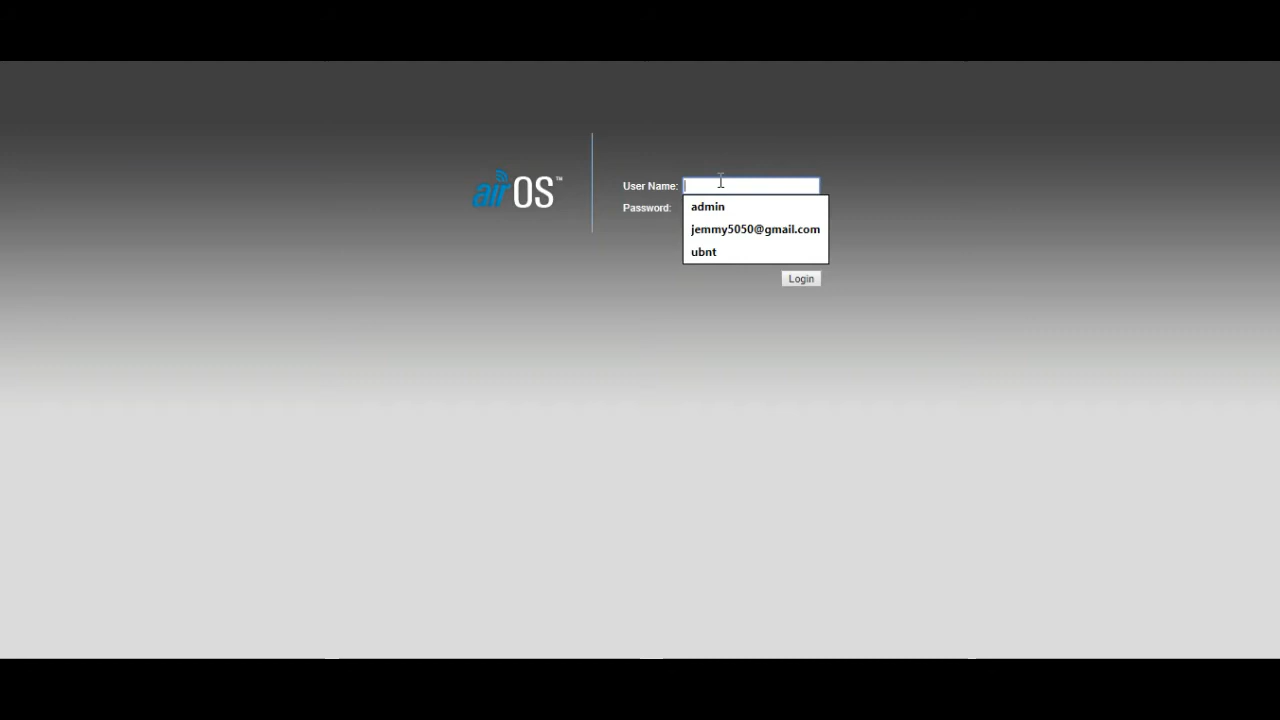 airOS™
User Name:
Password:
admin
jemmy5050@gmail.com
ubnt
Login